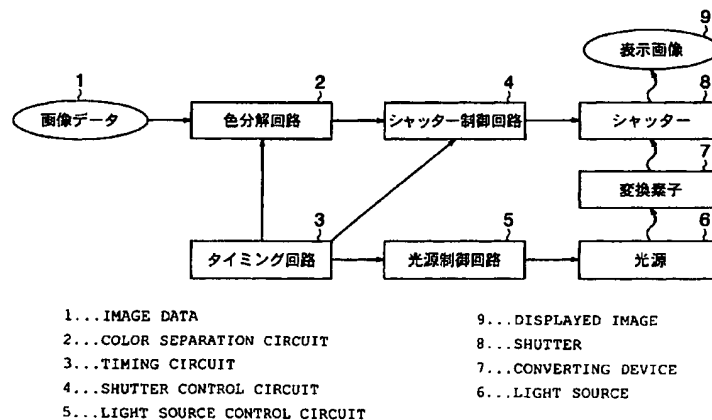 9
表示画像
1
2
4
8
画像データ
色分解回路
シャッター制御回路
シャッター
7
変換素子
3
5
6
タイミング回路
光源制御回路
光源
1...IMAGE DATA
2...COLOR SEPARATION CIRCUIT
3...TIMING CIRCUIT
4...SHUTTER CONTROL CIRCUIT
5...LIGHT SOURCE CONTROL CIRCUIT
9...DISPLAYED IMAGE
8...SHUTTER
7...CONVERTING DEVICE
6...LIGHT SOURCE